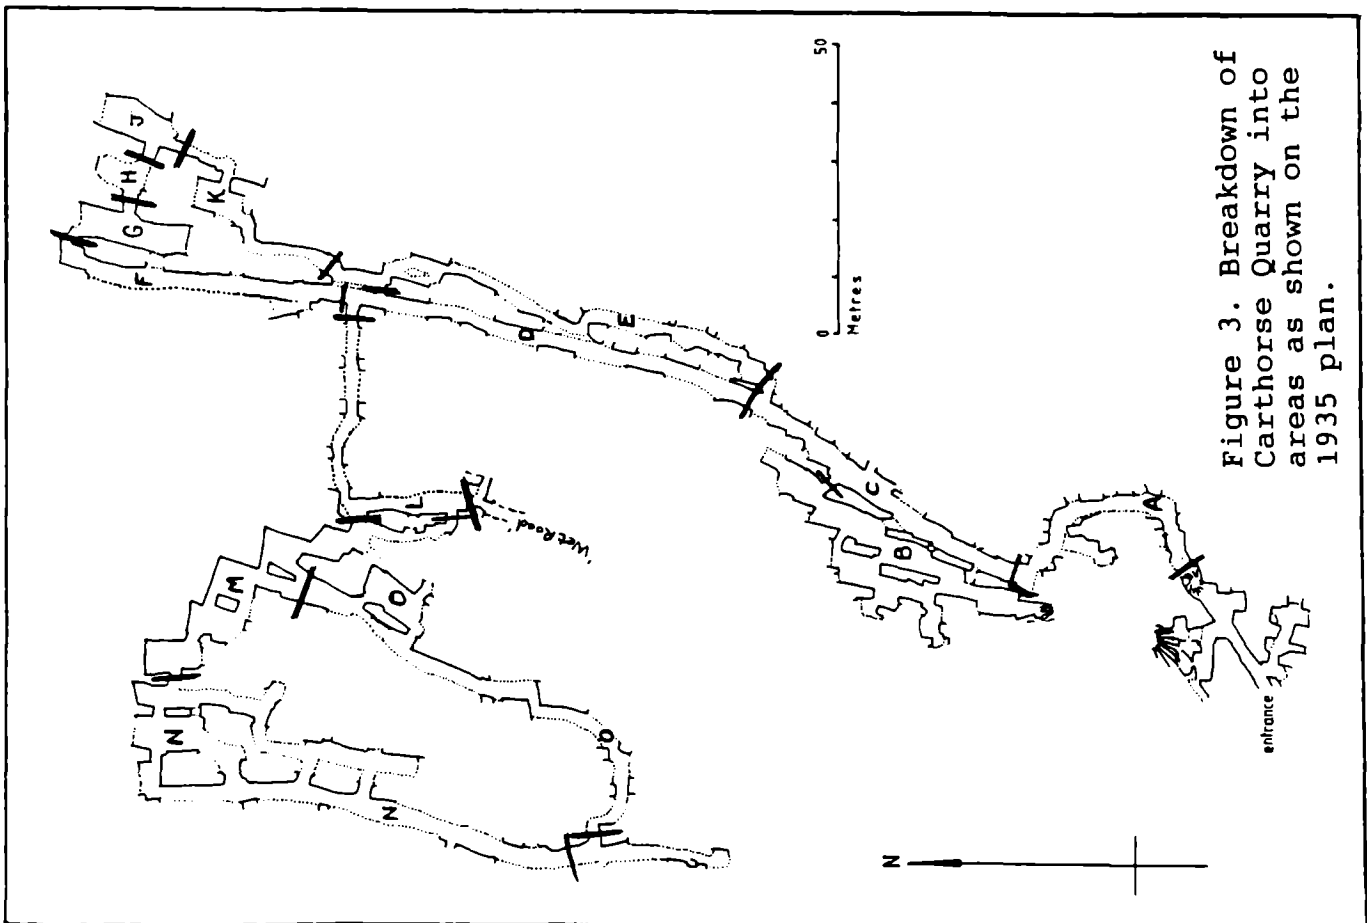 J
H
K
G
F
50
0
Metres
D
E
C
B
L
'Wet Road'
M
O
A
N
N
O
entrance ?
N
Figure 3. Breakdown of
Carthorse Quarry into
areas as shown on the
1935 plan.